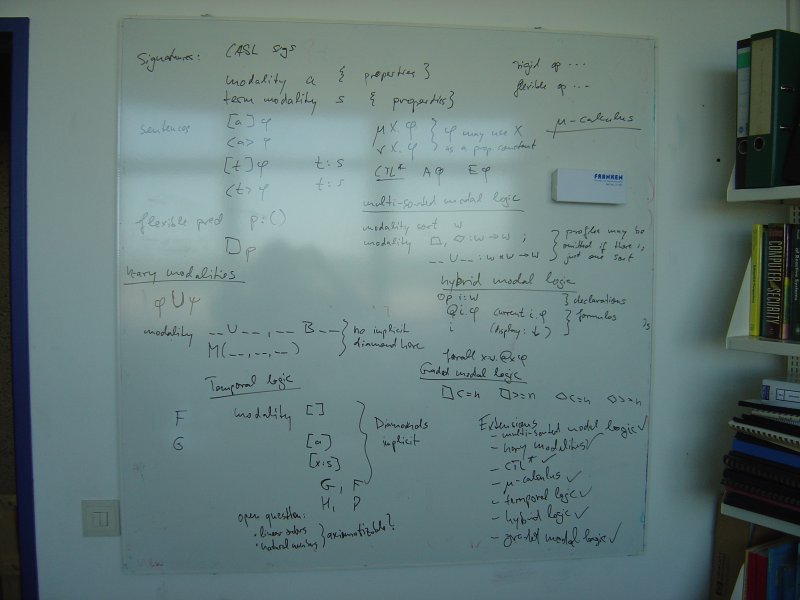 Signatures: CASL sigs
modality a { properties }
term modality s { properties }
rigid op ...
flexible op ...
sentences [a]φ
<a>φ
[t]φ t:s
<t>φ t:s
μX.φ } φ may use X
νX.φ } as a prop. constant
μ-calculus
CTL* Aφ Eφ
FRANKEN
flexible pred p:()
□p
multi-sorted modal logic
modality sort w
modality □, ◇: w → w ;
__ U __ : w * w → w
} profiles may be
omitted if there is
just one sort
n-ary modalities
φ U ψ
modality __ U __ , __ B __
M(__,__,__)
} no implicit
diamond here
hybrid modal logic
op i:w } declarations
@i.φ current i.φ } formulas
i (display: ↓)
forall x:w.@xφ
Graded modal logic
□<=n □>=n ◇<=n ◇>=n
Temporal logic
F modality []
G [a]
[x:s]
G, F
H, P
} Diamonds
implicit
open question:
• linear orders
• natural numbers
} axiomatizable?
Extensions
- multi-sorted modal logic ✓
- n-ary modalities ✓
- CTL* ✓
- μ-calculus ✓
- temporal logic ✓
- hybrid logic ✓
- graded modal logic ✓
COMPUTER SECURITY